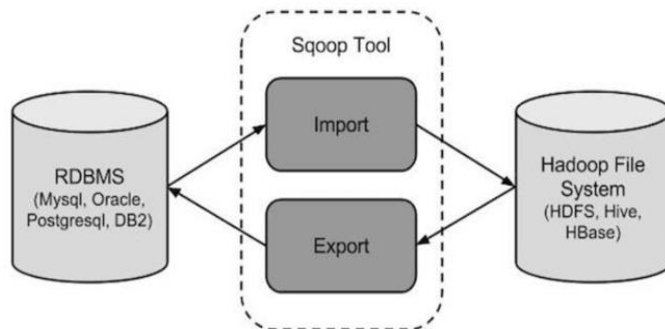 Sqoop Tool
Import
RDBMS
(Mysql, Oracle,
Postgresql, DB2)
Hadoop File
System
(HDFS, Hive,
HBase)
Export